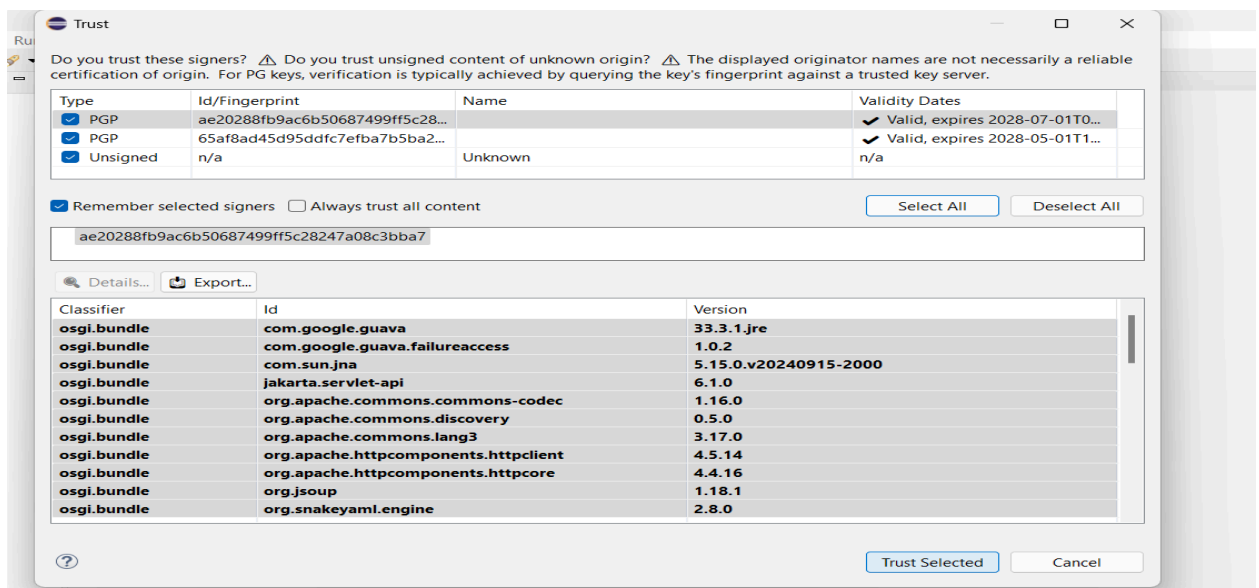 Trust
Ru
Do you trust these signers? ⚠ Do you trust unsigned content of unknown origin? ⚠ The displayed originator names are not necessarily a reliable
certification of origin. For PG keys, verification is typically achieved by querying the key's fingerprint against a trusted key server.
Type Id/Fingerprint Name Validity Dates
PGP ae20288fb9ac6b50687499ff5c28... Valid, expires 2028-07-01T0...
PGP 65af8ad45d95ddfc7efba7b5ba2... Valid, expires 2028-05-01T1...
Unsigned n/a Unknown n/a
Remember selected signers Always trust all content Select All Deselect All
ae20288fb9ac6b50687499ff5c28247a08c3bba7
Details... Export...
Classifier Id Version
osgi.bundle com.google.guava 33.3.1.jre
osgi.bundle com.google.guava.failureaccess 1.0.2
osgi.bundle com.sun.jna 5.15.0.v20240915-2000
osgi.bundle jakarta.servlet-api 6.1.0
osgi.bundle org.apache.commons.commons-codec 1.16.0
osgi.bundle org.apache.commons.discovery 0.5.0
osgi.bundle org.apache.commons.lang3 3.17.0
osgi.bundle org.apache.httpcomponents.httpclient 4.5.14
osgi.bundle org.apache.httpcomponents.httpcore 4.4.16
osgi.bundle org.jsoup 1.18.1
osgi.bundle org.snakeyaml.engine 2.8.0
? Trust Selected Cancel